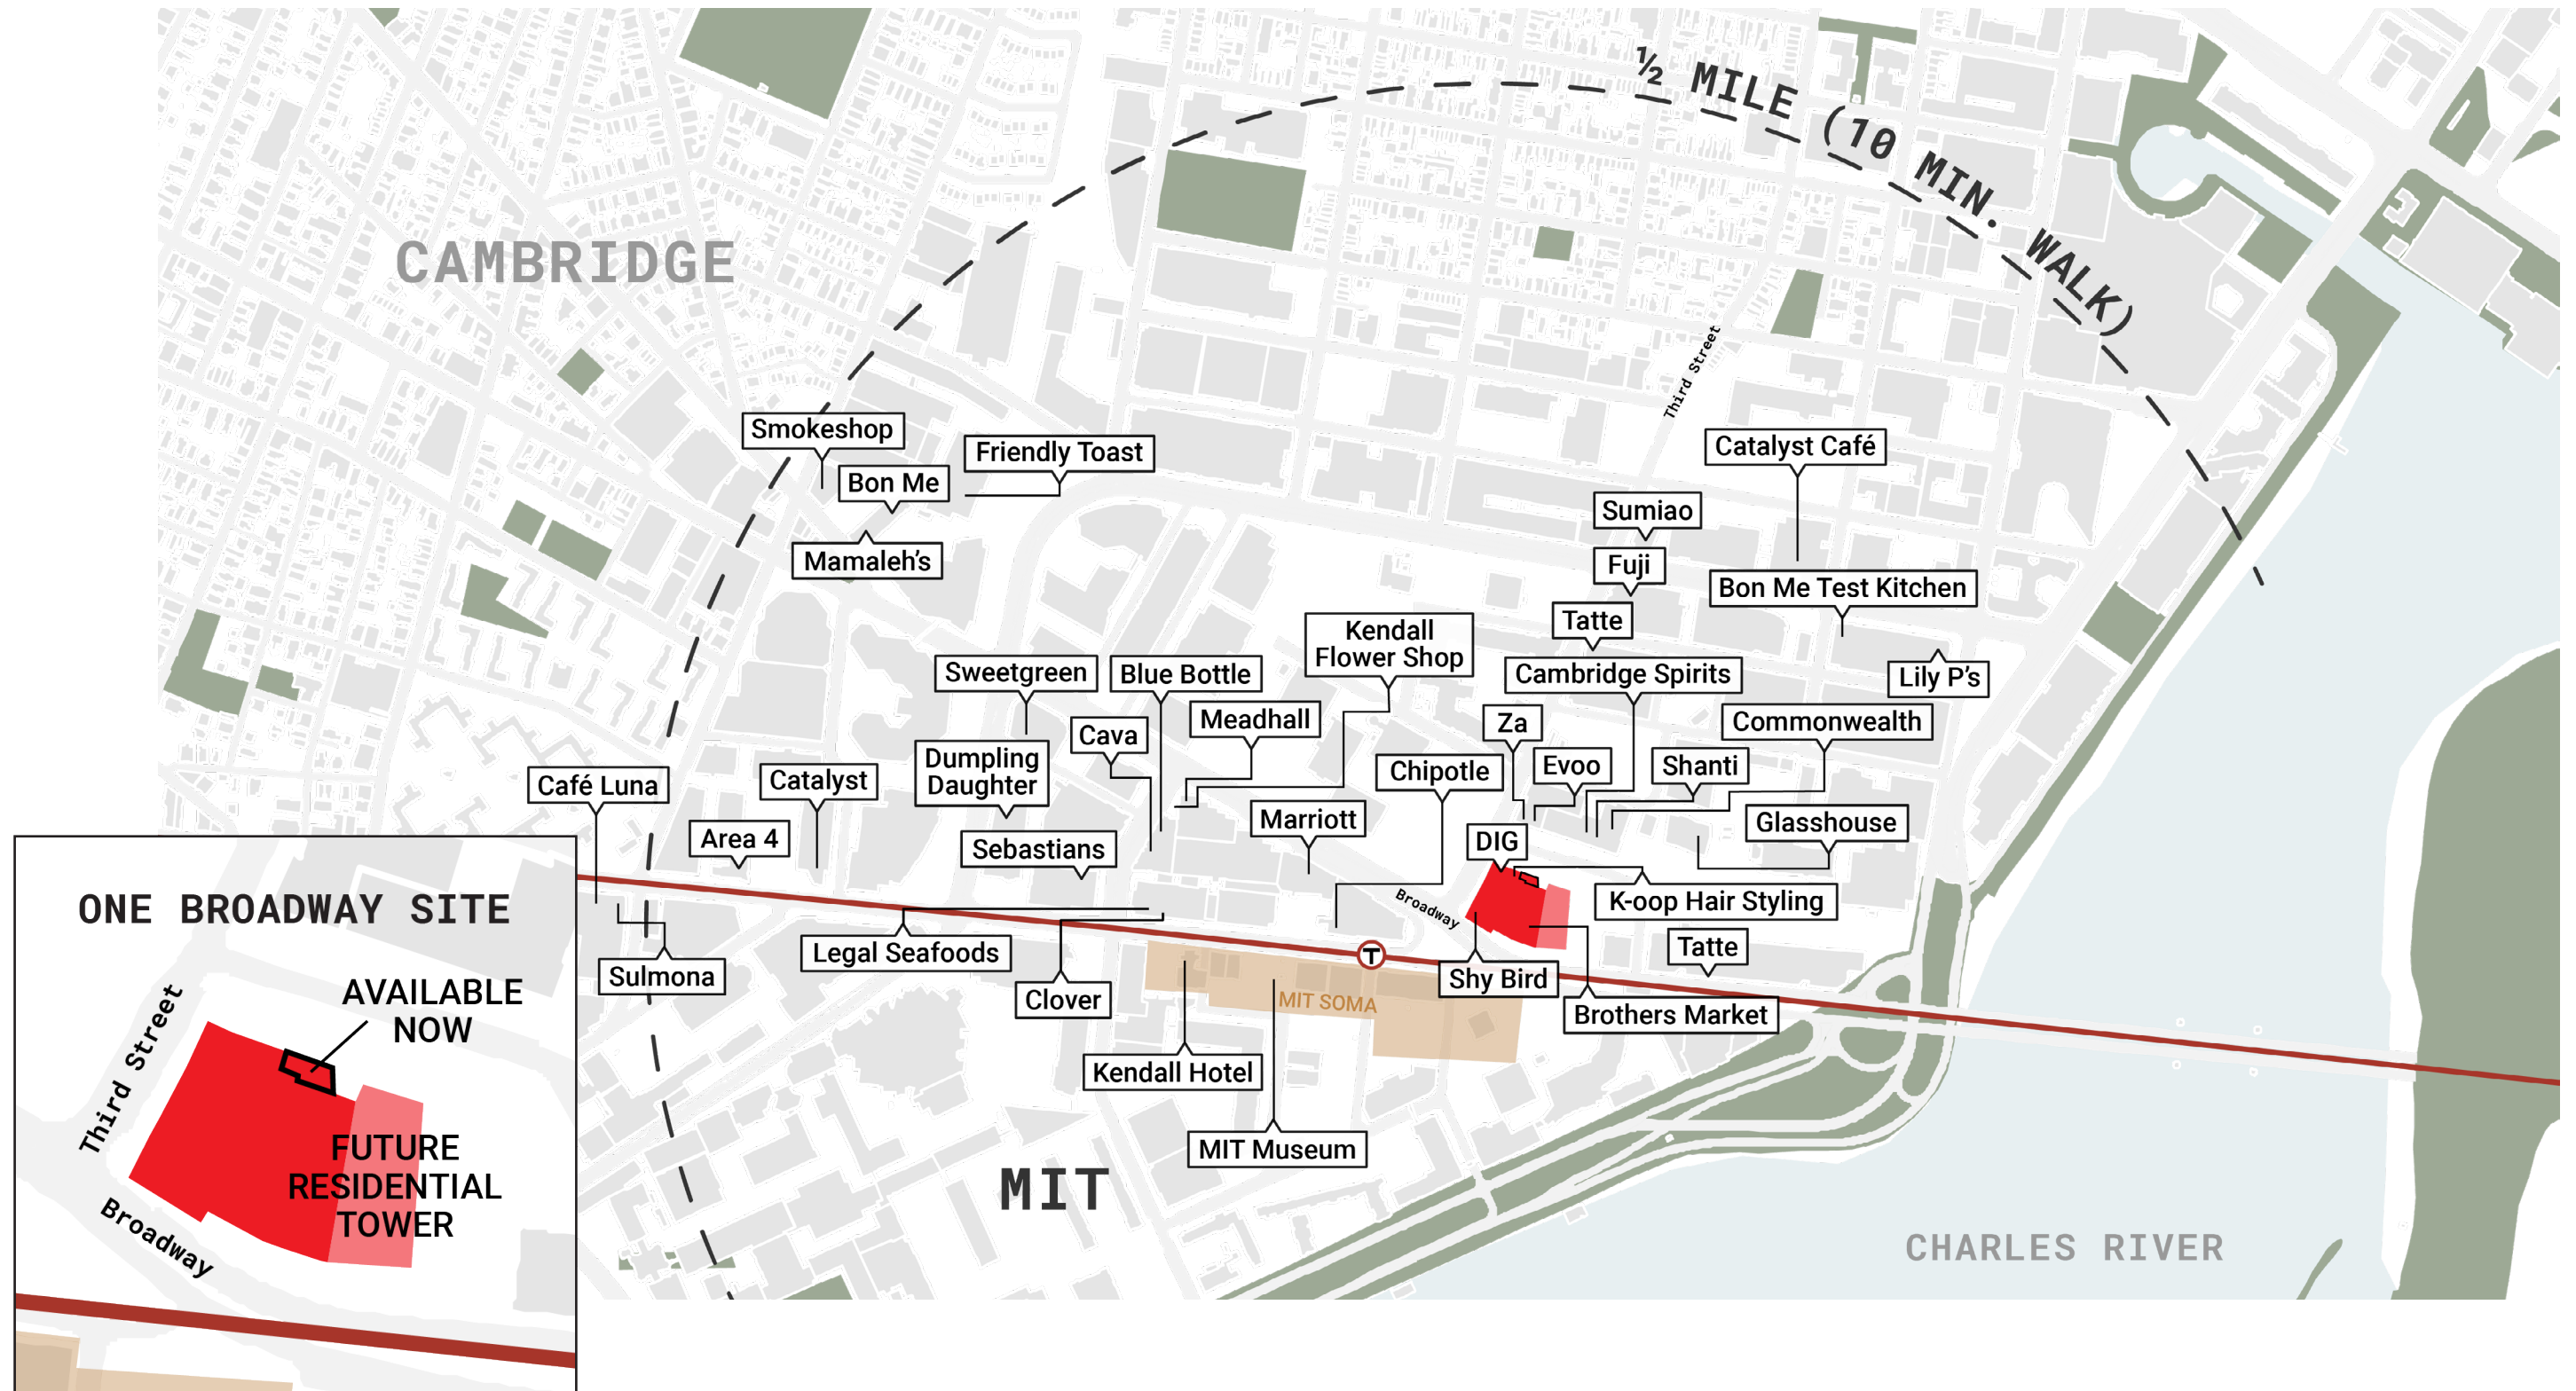 ½ MILE (10 MIN. WALK)
CAMBRIDGE
Third Street
Smokeshop
Friendly Toast
Catalyst Café
Bon Me
Sumiao
Mamaleh’s
Fuji
Bon Me Test Kitchen
Tatte
Kendall
Flower Shop
Sweetgreen
Blue Bottle
Cambridge Spirits
Lily P’s
Meadhall
Za
Commonwealth
Cava
Dumpling
Daughter
Chipotle
Evoo
Shanti
Café Luna
Catalyst
Marriott
Glasshouse
Area 4
Sebastians
DIG
Broadway
K-oop Hair Styling
Legal Seafoods
T
Tatte
Sulmona
Shy Bird
Clover
MIT SOMA
Brothers Market
Kendall Hotel
MIT Museum
MIT
CHARLES RIVER
ONE BROADWAY SITE
AVAILABLE
NOW
Third Street
FUTURE
RESIDENTIAL
TOWER
Broadway